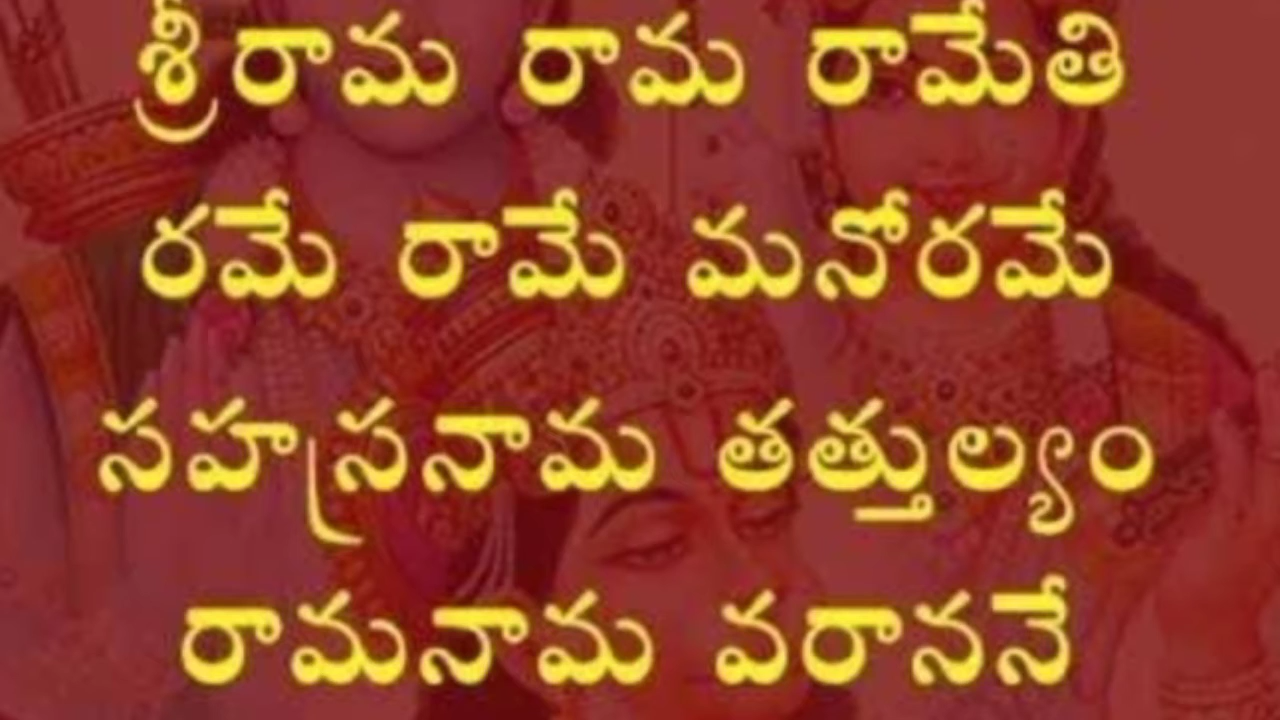 శ్రీరామ రామ రామేతి
రమే రామే మనోరమే
సహస్రనామ తత్తుల్యం
రామనామ వరాననే